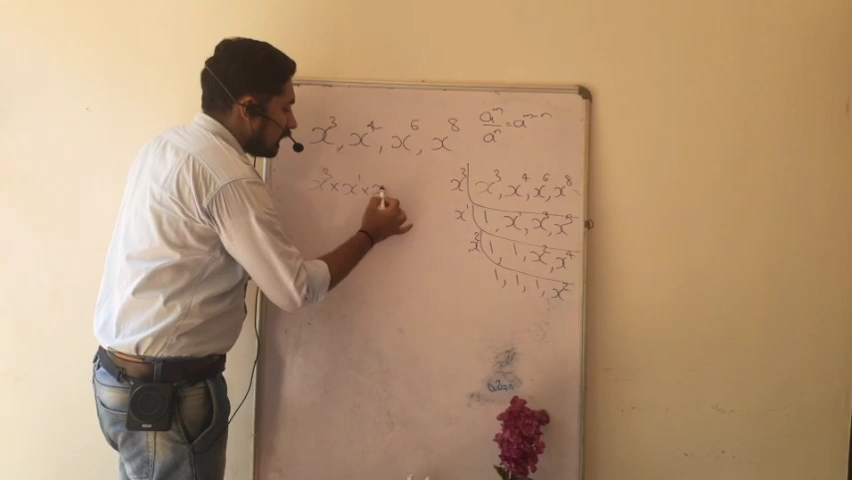 x³, x⁴, x⁶, x⁸
aᵐ/aⁿ = aᵐ⁻ⁿ
x³ × x¹ × x
x³ | x³, x⁴, x⁶, x⁸
x¹ | 1, x, x³, x⁵
x² | 1, 1, x², x⁴
1, 1, 1, x²